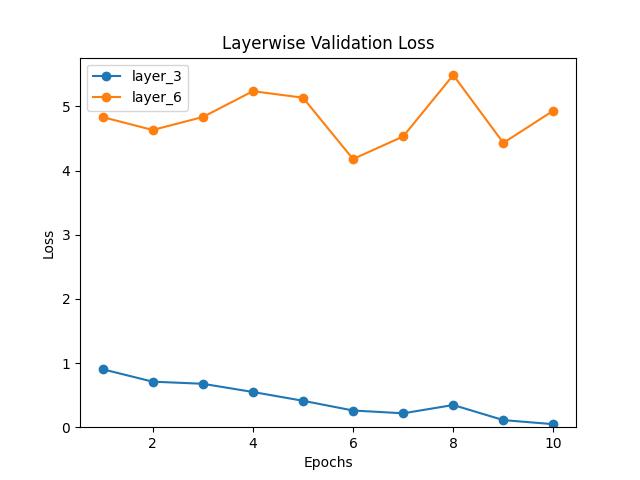 Layerwise Validation Loss
layer_3
layer_6
Loss
5
4
3
2
1
0
2 4 6 8 10
Epochs